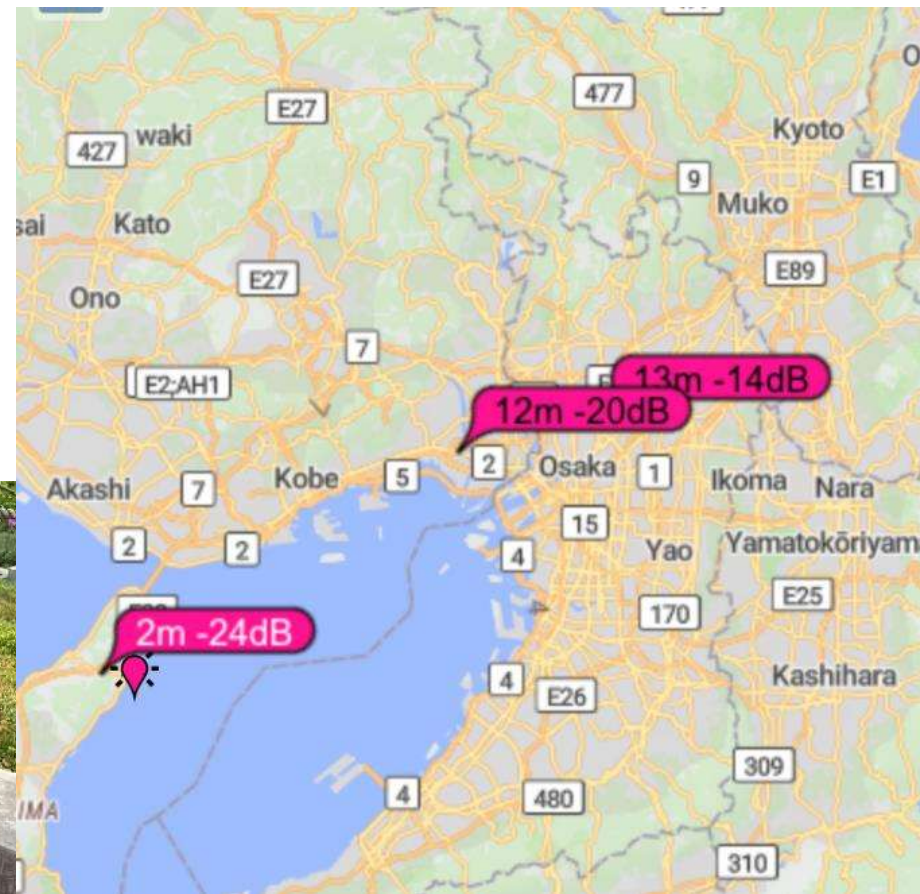 477
E27
Kyoto
waki
427
9
E1
Muko
sai
Kato
E27
E89
Ono
7
13m -14dB
E2;AH1
12m -20dB
Kobe
5
2
Osaka
1
Ikoma
Nara
Akashi
7
15
2
2
4
Yao
Yamatokōriyam
E25
170
2m -24dB
4
E26
Kashihara
309
4
480
IMA
310